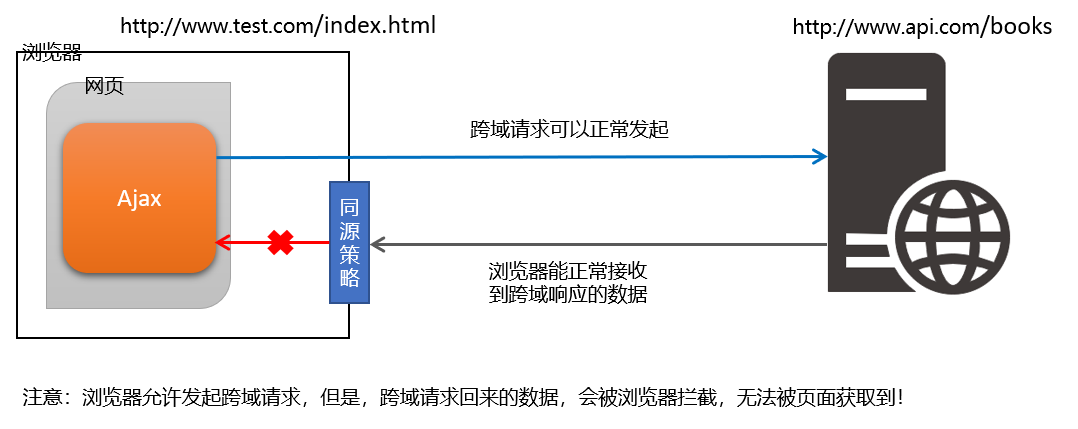 http://www.test.com/index.html
http://www.api.com/books
浏览器
网页
跨域请求可以正常发起
Ajax
同
源
策
略
浏览器能正常接收
到跨域响应的数据
注意：浏览器允许发起跨域请求，但是，跨域请求回来的数据，会被浏览器拦截，无法被页面获取到！